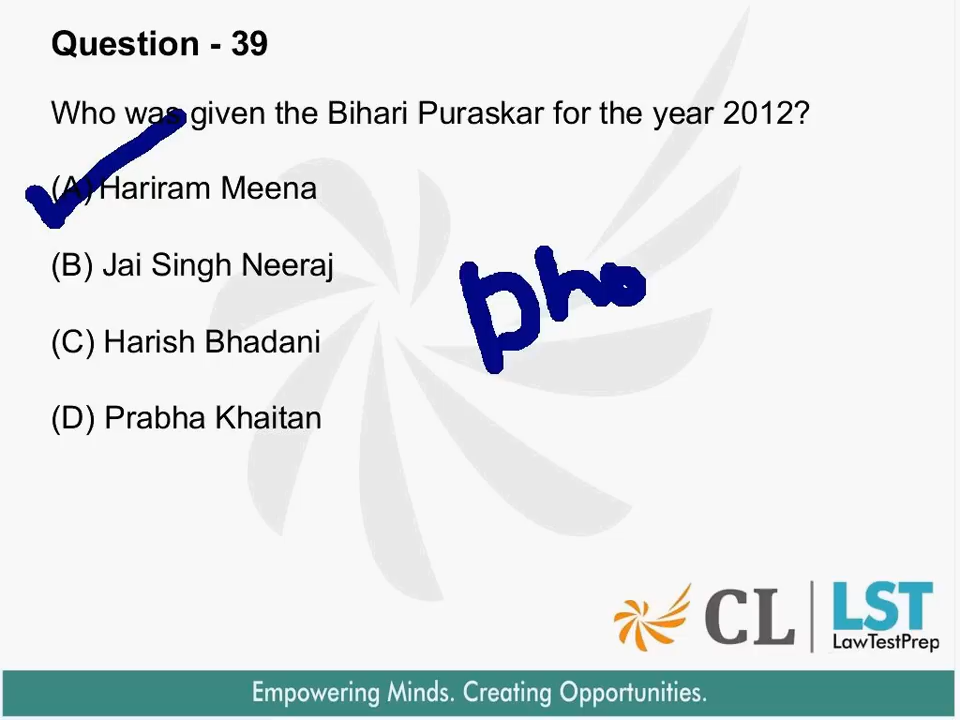 Question - 39
Who was given the Bihari Puraskar for the year 2012?
(A) Hariram Meena
(B) Jai Singh Neeraj
(C) Harish Bhadani
(D) Prabha Khaitan
Dho
CL | LST
LawTestPrep
Empowering Minds. Creating Opportunities.